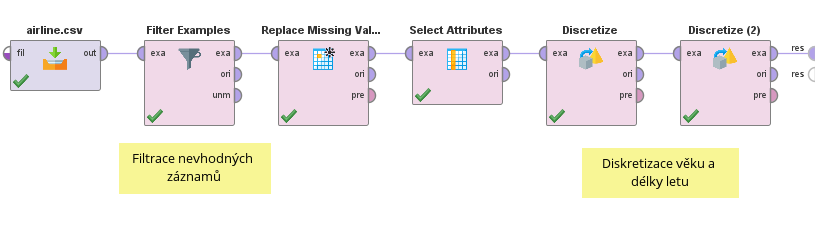 airline.csv
Filter Examples
Replace Missing Val...
Select Attributes
Discretize
Discretize (2)
fil
out
exa
exa
ori
unm
exa
exa
ori
pre
exa
exa
ori
exa
exa
ori
pre
exa
exa
ori
pre
res
res
Filtrace nevhodných
záznamů
Diskretizace věku a
délky letu